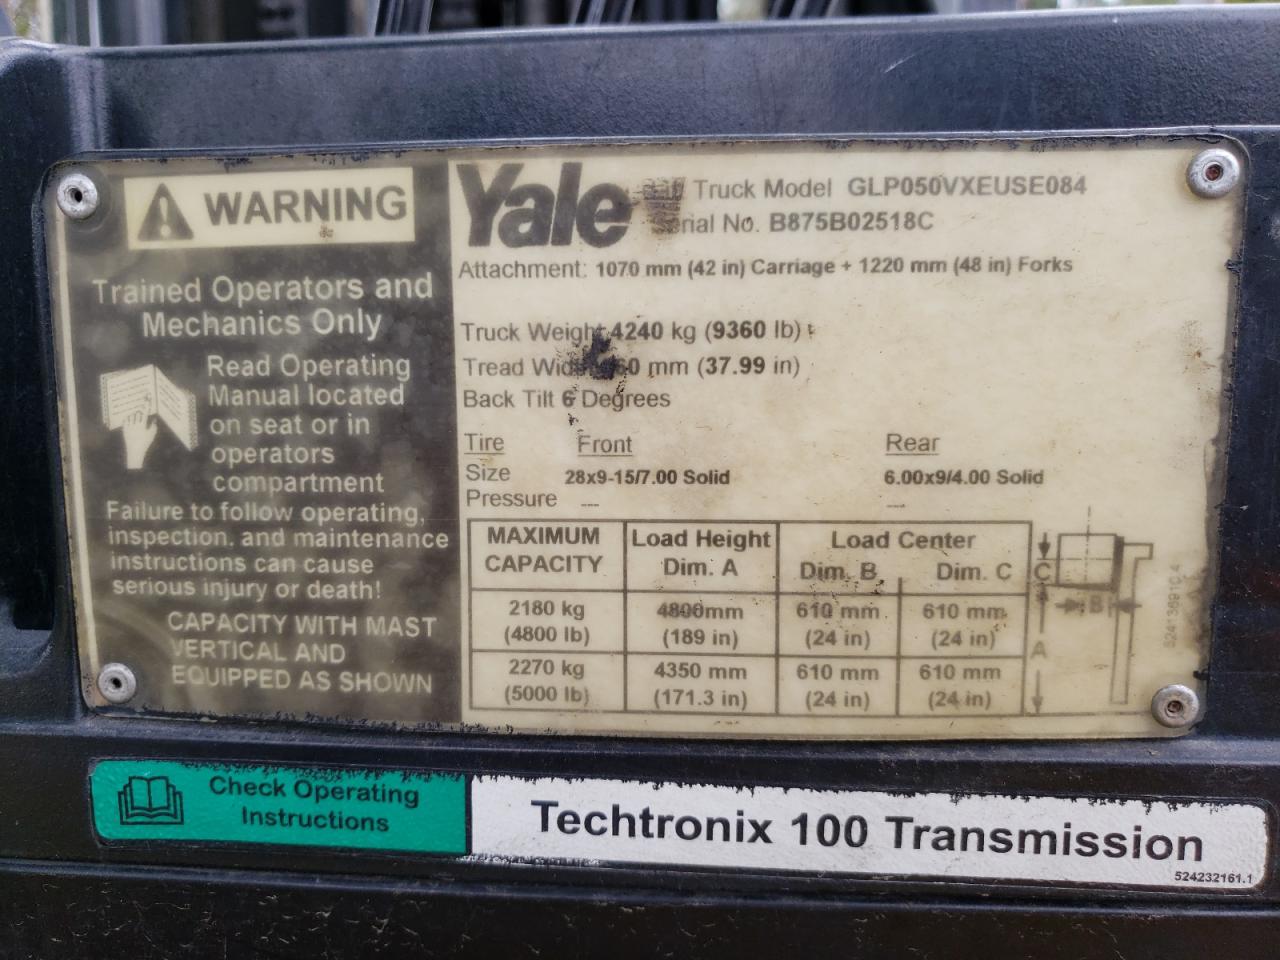 WARNING
Trained Operators and
Mechanics Only
Read Operating
Manual located
on seat or in
operators
compartment
Failure to follow operating,
inspection, and maintenance
instructions can cause
serious injury or death!
CAPACITY WITH MAST
VERTICAL AND
EQUIPPED AS SHOWN
Yale
Truck Model GLP050VXEUSE084
Serial No. B875B02518C
Attachment: 1070 mm (42 in) Carriage + 1220 mm (48 in) Forks
Truck Weight 4240 kg (9360 lb)
Tread mm (37.99 in)
Back Tilt 6 Degrees
Tire Front Rear
Size 28x9-15/7.00 Solid 6.00x9/4.00 Solid
Pressure --- ---
MAXIMUM Load Height Load Center
CAPACITY Dim. A Dim. B Dim. C
2180 kg 4800mm 610 mm 610 mm
(4800 lb) (189 in) (24 in) (24 in)
2270 kg 4350 mm 610 mm 610 mm
(5000 lb) (171.3 in) (24 in) (24 in)
C
B
A
Check Operating
Instructions
Techtronix 100 Transmission
524232161.1